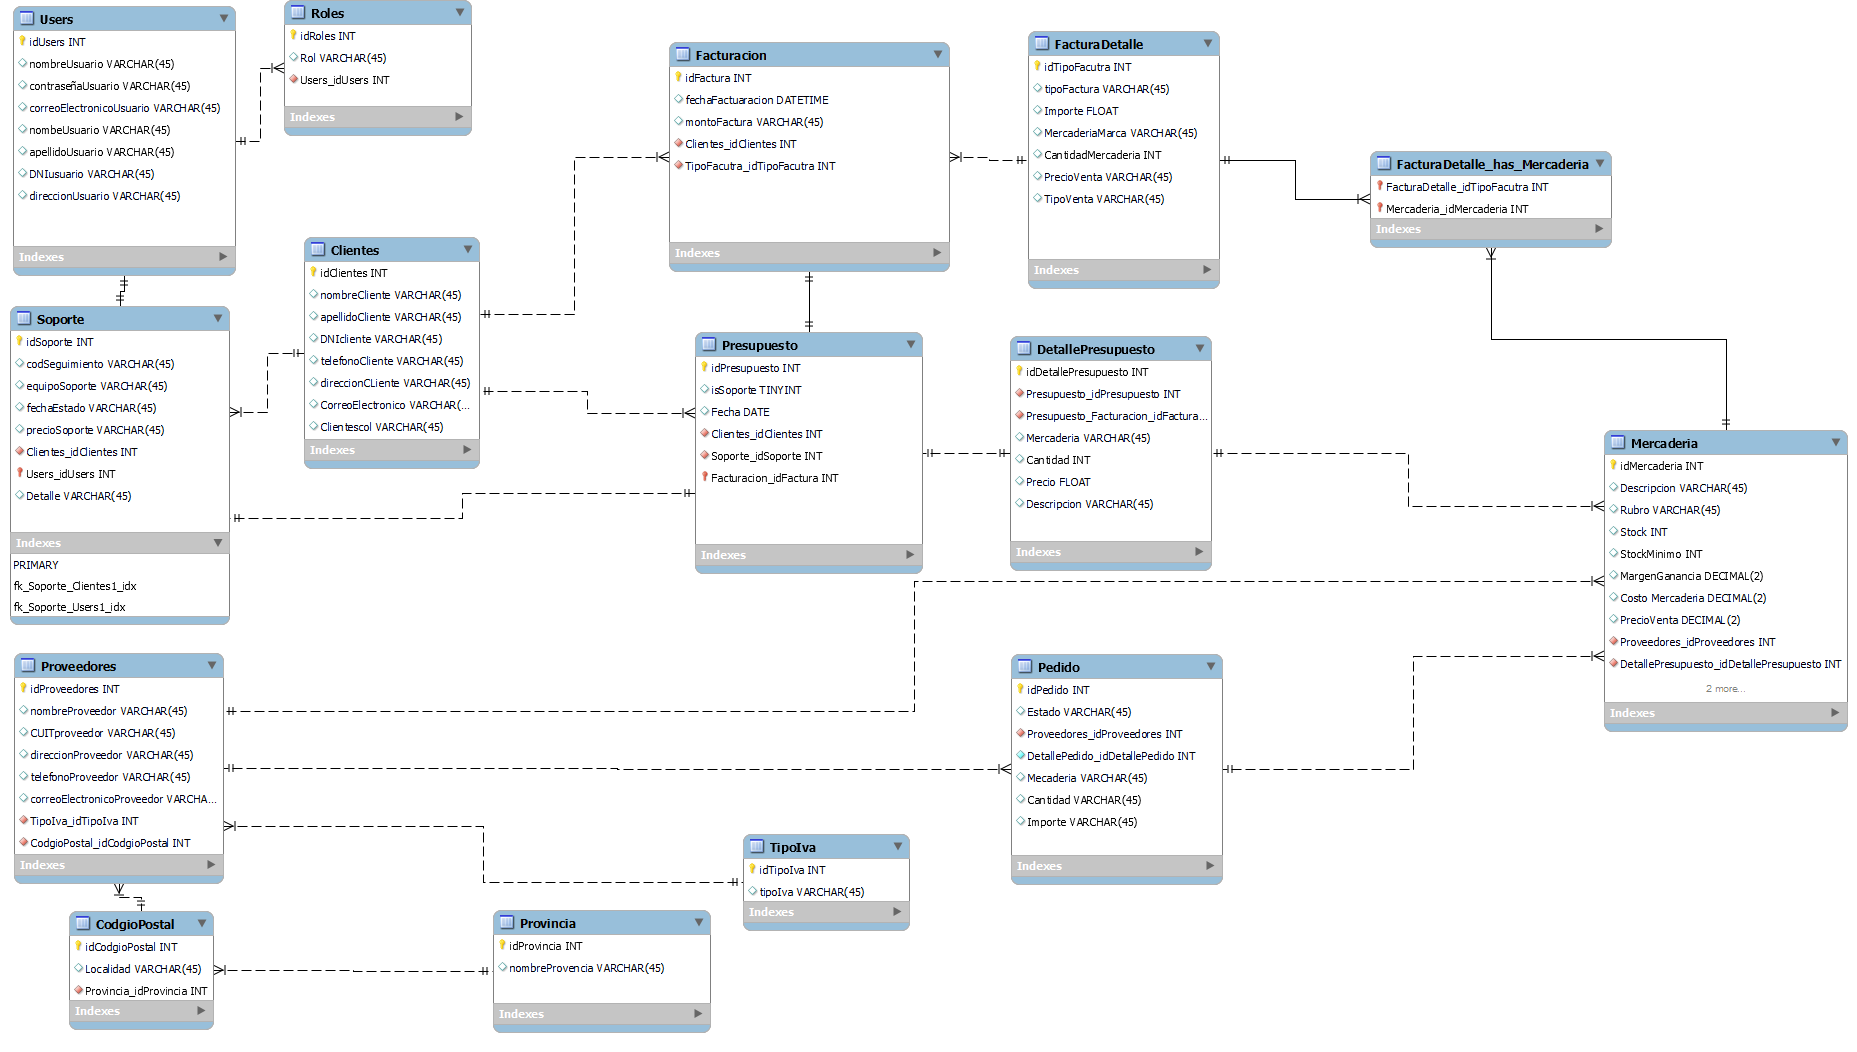 Users
idUsers INT
nombreUsuario VARCHAR(45)
contraseñaUsuario VARCHAR(45)
correoElectronicoUsuario VARCHAR(45)
nombeUsuario VARCHAR(45)
apellidoUsuario VARCHAR(45)
DNIusuario VARCHAR(45)
direccionUsuario VARCHAR(45)
Indexes
Roles
idRoles INT
Rol VARCHAR(45)
Users_idUsers INT
Indexes
Facturacion
idFactura INT
fechaFactuaracion DATETIME
montoFactura VARCHAR(45)
Clientes_idClientes INT
TipoFacutra_idTipoFacutra INT
Indexes
FacturaDetalle
idTipoFacutra INT
tipoFactura VARCHAR(45)
Importe FLOAT
MercaderiaMarca VARCHAR(45)
CantidadMercaderia INT
PrecioVenta VARCHAR(45)
TipoVenta VARCHAR(45)
Indexes
FacturaDetalle_has_Mercaderia
FacturaDetalle_idTipoFacutra INT
Mercaderia_idMercaderia INT
Indexes
Clientes
idClientes INT
nombreCliente VARCHAR(45)
apellidoCliente VARCHAR(45)
DNIcliente VARCHAR(45)
telefonoCliente VARCHAR(45)
direccionCLiente VARCHAR(45)
CorreoElectronico VARCHAR(...
Clientescol VARCHAR(45)
Indexes
Soporte
idSoporte INT
codSeguimiento VARCHAR(45)
equipoSoporte VARCHAR(45)
fechaEstado VARCHAR(45)
precioSoporte VARCHAR(45)
Clientes_idClientes INT
Users_idUsers INT
Detalle VARCHAR(45)
Indexes
PRIMARY
fk_Soporte_Clientes1_idx
fk_Soporte_Users1_idx
Presupuesto
idPresupuesto INT
isSoporte TINYINT
Fecha DATE
Clientes_idClientes INT
Soporte_idSoporte INT
Facturacion_idFactura INT
Indexes
DetallePresupuesto
idDetallePresupuesto INT
Presupuesto_idPresupuesto INT
Presupuesto_Facturacion_idFactura...
Mercaderia VARCHAR(45)
Cantidad INT
Precio FLOAT
Descripcion VARCHAR(45)
Indexes
Mercaderia
idMercaderia INT
Descripcion VARCHAR(45)
Rubro VARCHAR(45)
Stock INT
StockMinimo INT
MargenGanancia DECIMAL(2)
Costo Mercaderia DECIMAL(2)
PrecioVenta DECIMAL(2)
Proveedores_idProveedores INT
DetallePresupuesto_idDetallePresupuesto INT
2 more...
Indexes
Proveedores
idProveedores INT
nombreProveedor VARCHAR(45)
CUITproveedor VARCHAR(45)
direccionProveedor VARCHAR(45)
telefonoProveedor VARCHAR(45)
correoElectronicoProveedor VARCHA...
TipoIva_idTipoIva INT
CodgioPostal_idCodgioPostal INT
Indexes
Pedido
idPedido INT
Estado VARCHAR(45)
Proveedores_idProveedores INT
DetallePedido_idDetallePedido INT
Mecaderia VARCHAR(45)
Cantidad VARCHAR(45)
Importe VARCHAR(45)
Indexes
TipoIva
idTipoIva INT
tipoIva VARCHAR(45)
Indexes
CodgioPostal
idCodgioPostal INT
Localidad VARCHAR(45)
Provincia_idProvincia INT
Indexes
Provincia
idProvincia INT
nombreProvencia VARCHAR(45)
Indexes